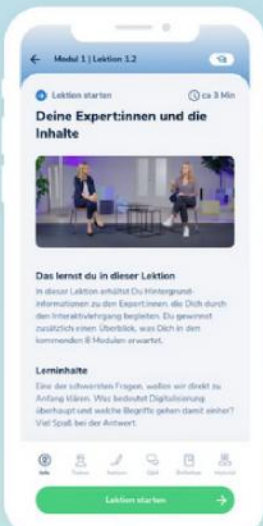 Modul 1 | Lektion 1.2
Lektion starten
ca 3 Min
Deine Expert:innen und die
Inhalte
Das lernst du in dieser Lektion
In dieser Lektion erhältst Du Hintergrund-
informationen zu den Expert:innen, die Dich durch
den Interaktivlehrgang begleiten. Du gewinnst
zusätzlich einen Überblick, was Dich in den
kommenden 8 Modulen erwartet.
Lerninhalte
Eine der schwersten Fragen, wollen wir direkt zu
Anfang klären. Was bedeutet Digitalisierung
überhaupt und welche Begriffe gehen damit einher?
Viel Spaß bei der Antwort.
Info
Lektion starten